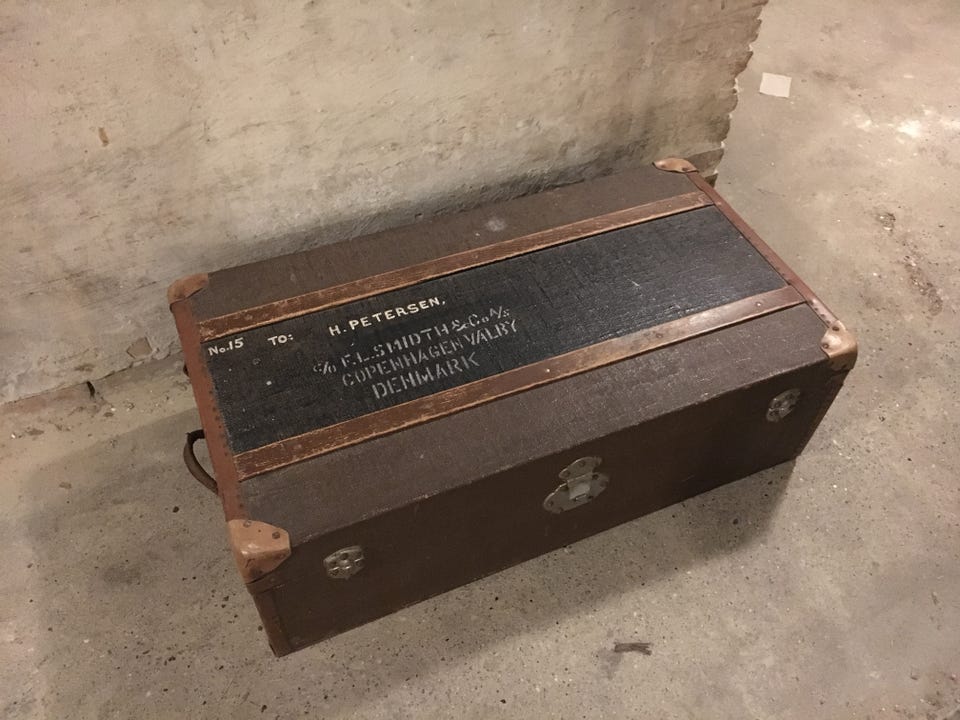 No.15 TO: H. PETERSEN,
c/o F.L.SMIDTH & Co A/s
COPENHAGEN VALBY
DENMARK